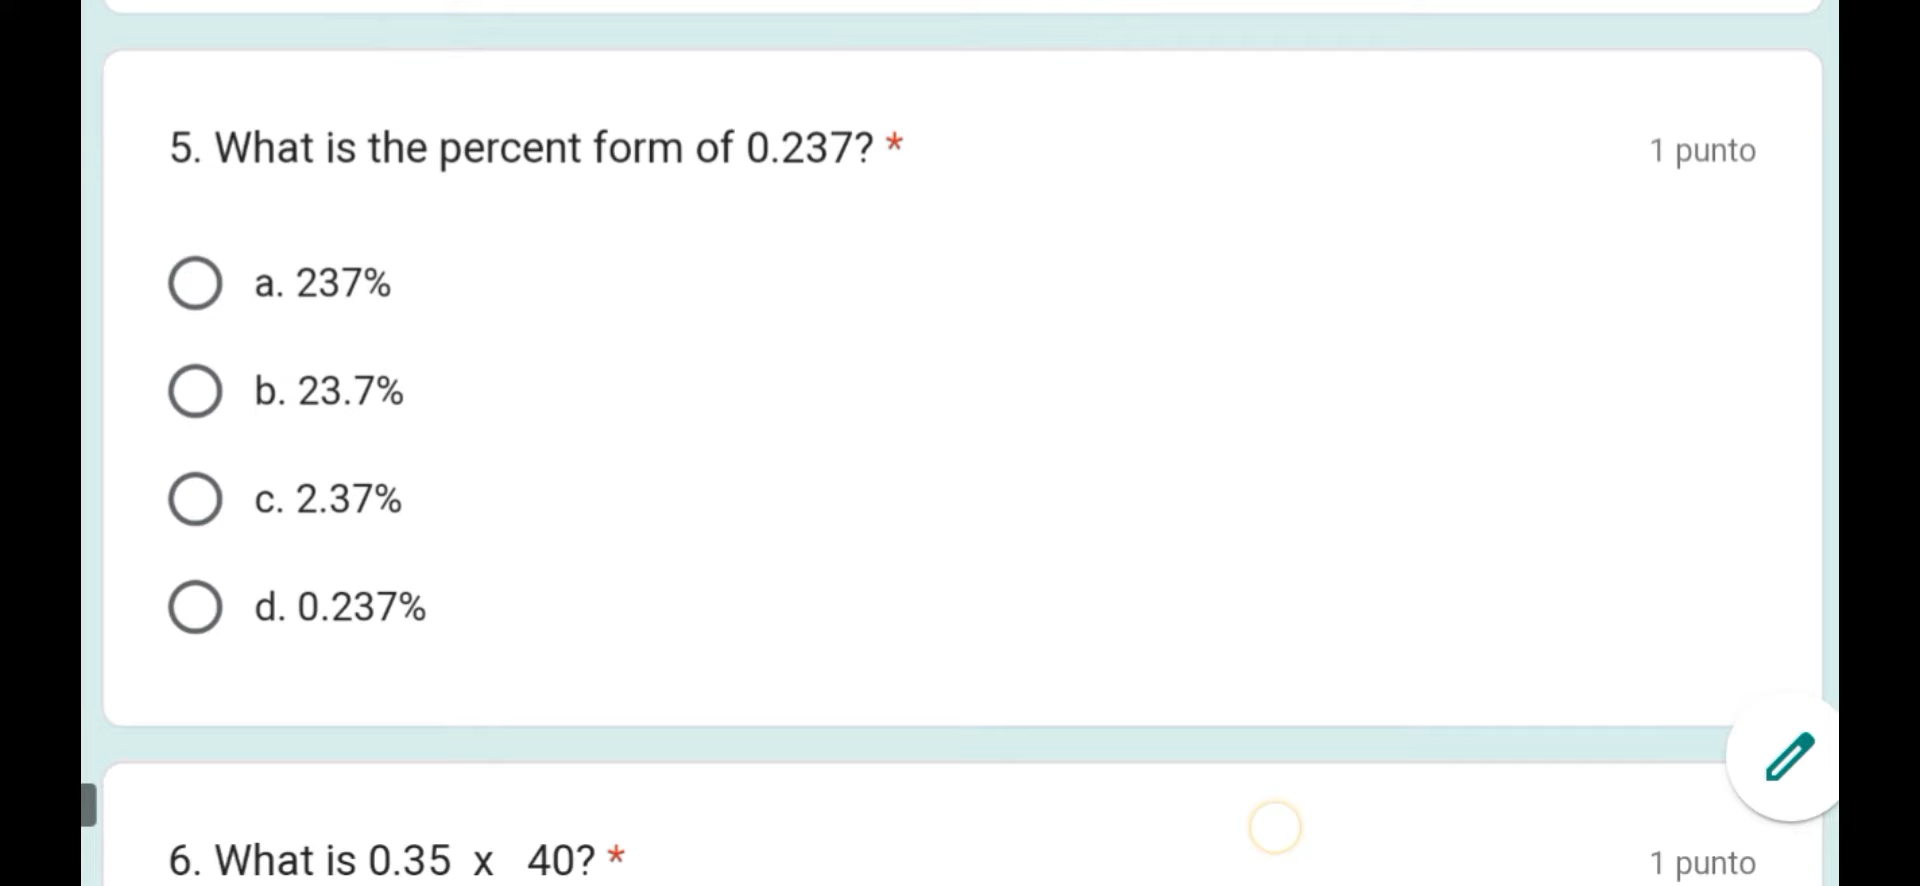 5. What is the percent form of 0.237? *
1 punto
a. 237%
b. 23.7%
c. 2.37%
d. 0.237%
6. What is 0.35 x 40? *
1 punto